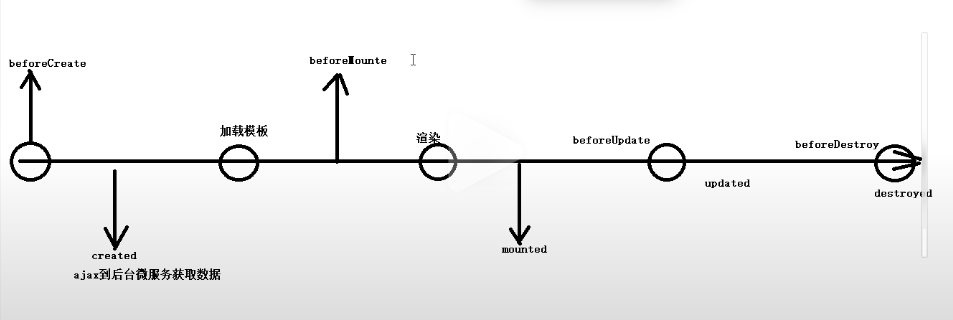 beforeCreate
beforeMounte
加载模板
渲染
beforeUpdate
beforeDestroy
updated
destroyed
created
mounted
ajax到后台微服务获取数据